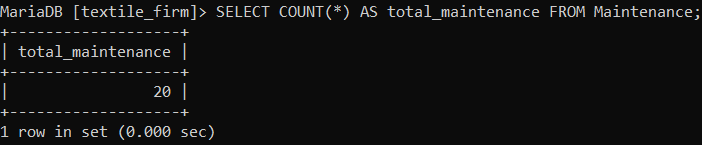 MariaDB [textile_firm]> SELECT COUNT(*) AS total_maintenance FROM Maintenance;
+-------------------+
| total_maintenance |
+-------------------+
|                20 |
+-------------------+
1 row in set (0.000 sec)